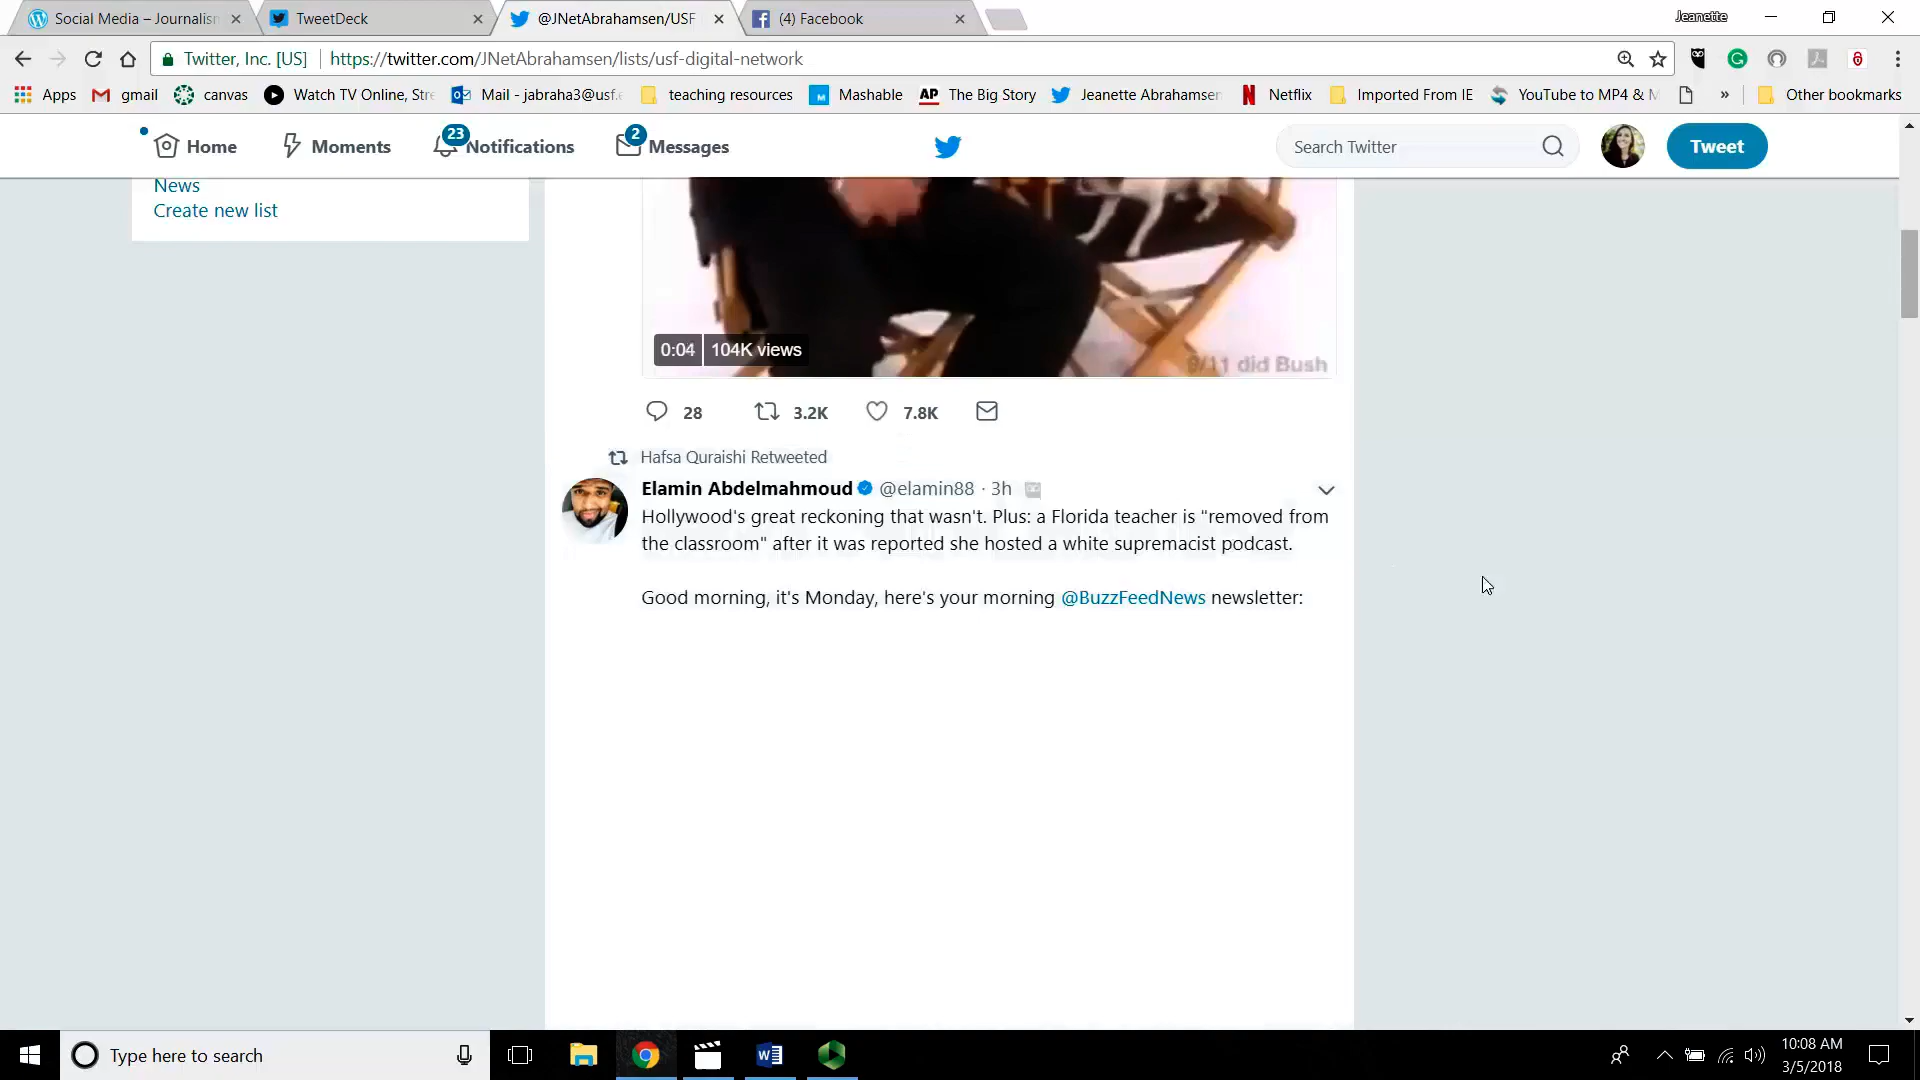 Social Media – Journalism
TweetDeck
@JNetAbrahamsen/USF
(4) Facebook
Jeanette
Twitter, Inc. [US]
https://twitter.com/JNetAbrahamsen/lists/usf-digital-network
Apps
gmail
canvas
Watch TV Online, Stre
Mail - jabraha3@usf.e
teaching resources
Mashable
AP The Big Story
Jeanette Abrahamsen
Netflix
Imported From IE
YouTube to MP4 & M
»
Other bookmarks
Home
Moments
23 Notifications
2 Messages
Search Twitter
Tweet
News
Create new list
0:04 104K views
9/11 did Bush
28 3.2K 7.8K
Hafsa Quraishi Retweeted
Elamin Abdelmahmoud @elamin88 · 3h
Hollywood's great reckoning that wasn't. Plus: a Florida teacher is "removed from
the classroom" after it was reported she hosted a white supremacist podcast.
Good morning, it's Monday, here's your morning @BuzzFeedNews newsletter:
Type here to search
10:08 AM
3/5/2018